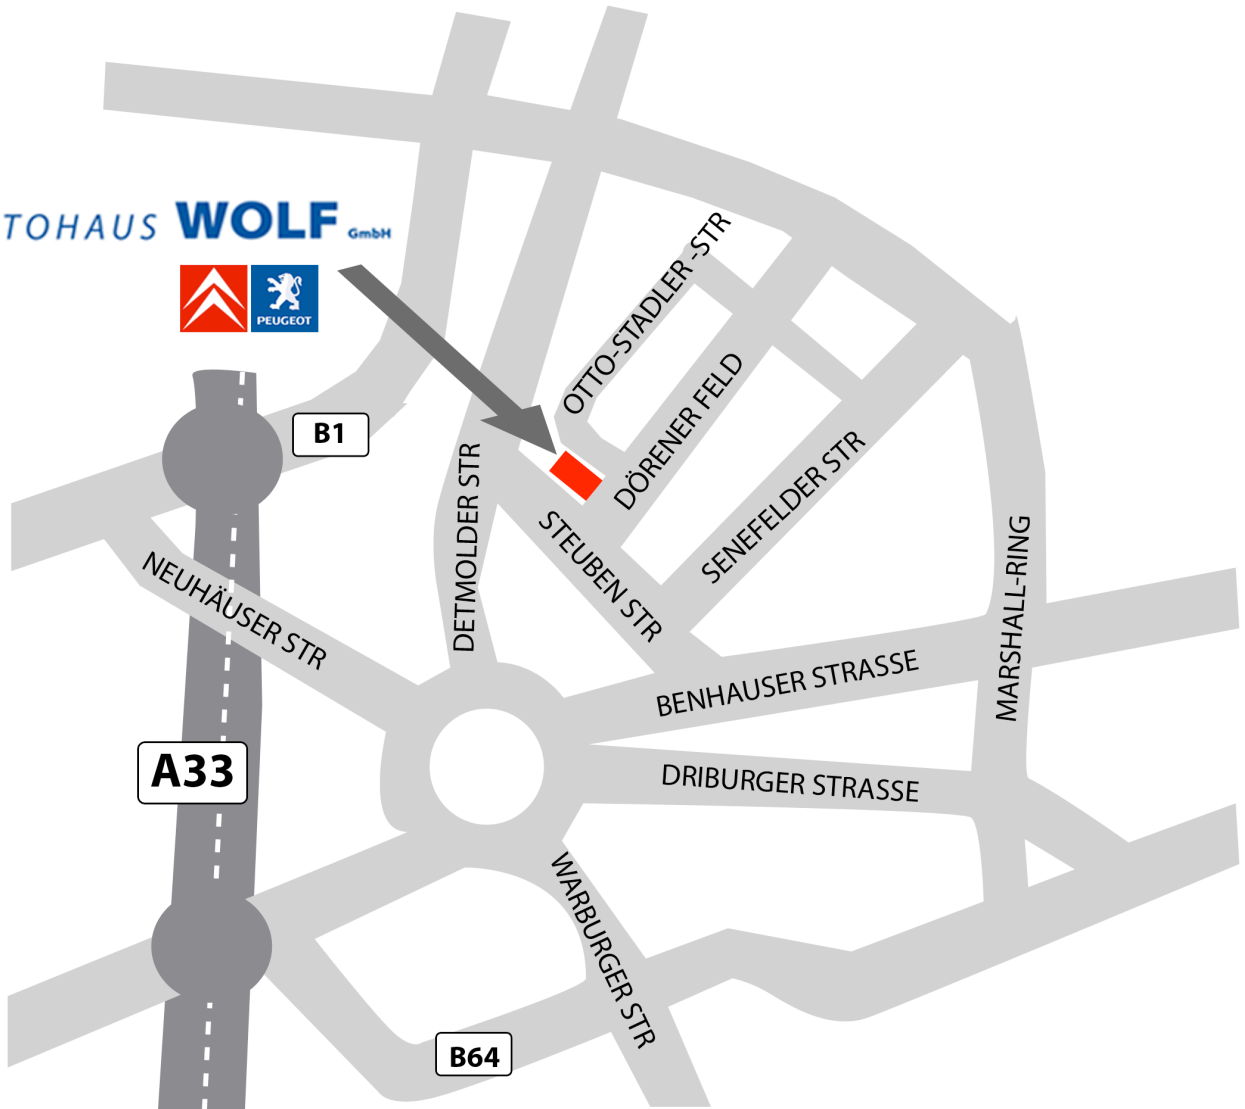 TOHAUS WOLF GmbH
PEUGEOT
OTTO-STADLER-STR
DÖRENER FELD
B1
DETMOLDER STR
SENEFELDER STR
STEUBEN STR
MARSHALL-RING
NEUHÄUSER STR
BENHAUSER STRASSE
A33
DRIBURGER STRASSE
WARBURGER STR
B64